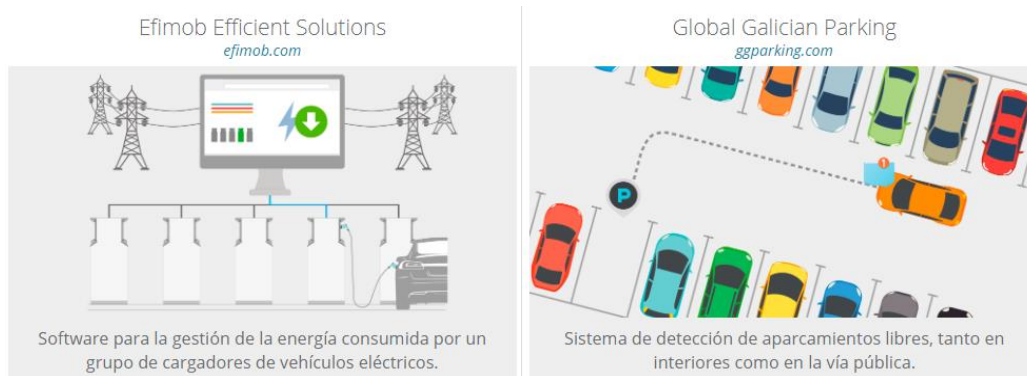 Efimob Efficient Solutions
efimob.com
Software para la gestión de la energía consumida por un
grupo de cargadores de vehículos eléctricos.
Global Galician Parking
ggparking.com
1
P
Sistema de detección de aparcamientos libres, tanto en
interiores como en la vía pública.